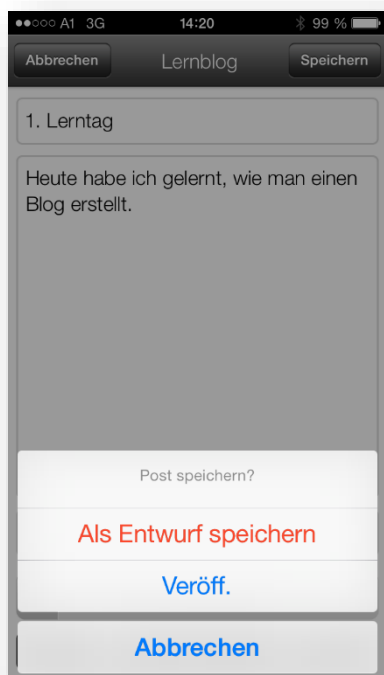 A1 3G 14:20 99 %
Abbrechen Lernblog Speichern
1. Lerntag
Heute habe ich gelernt, wie man einen
Blog erstellt.
Post speichern?
Als Entwurf speichern
Veröff.
Abbrechen